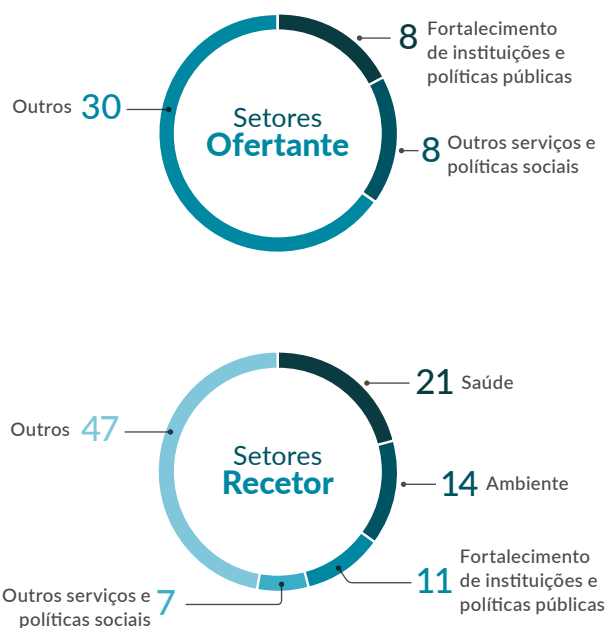 8 Fortalecimento
de instituições e
políticas públicas
Outros 30
Setores
Ofertante
8 Outros serviços e
políticas sociais
21 Saúde
Outros 47
Setores
Recetor
14 Ambiente
Fortalecimento
11 de instituições e
políticas públicas
Outros serviços e 7
políticas sociais